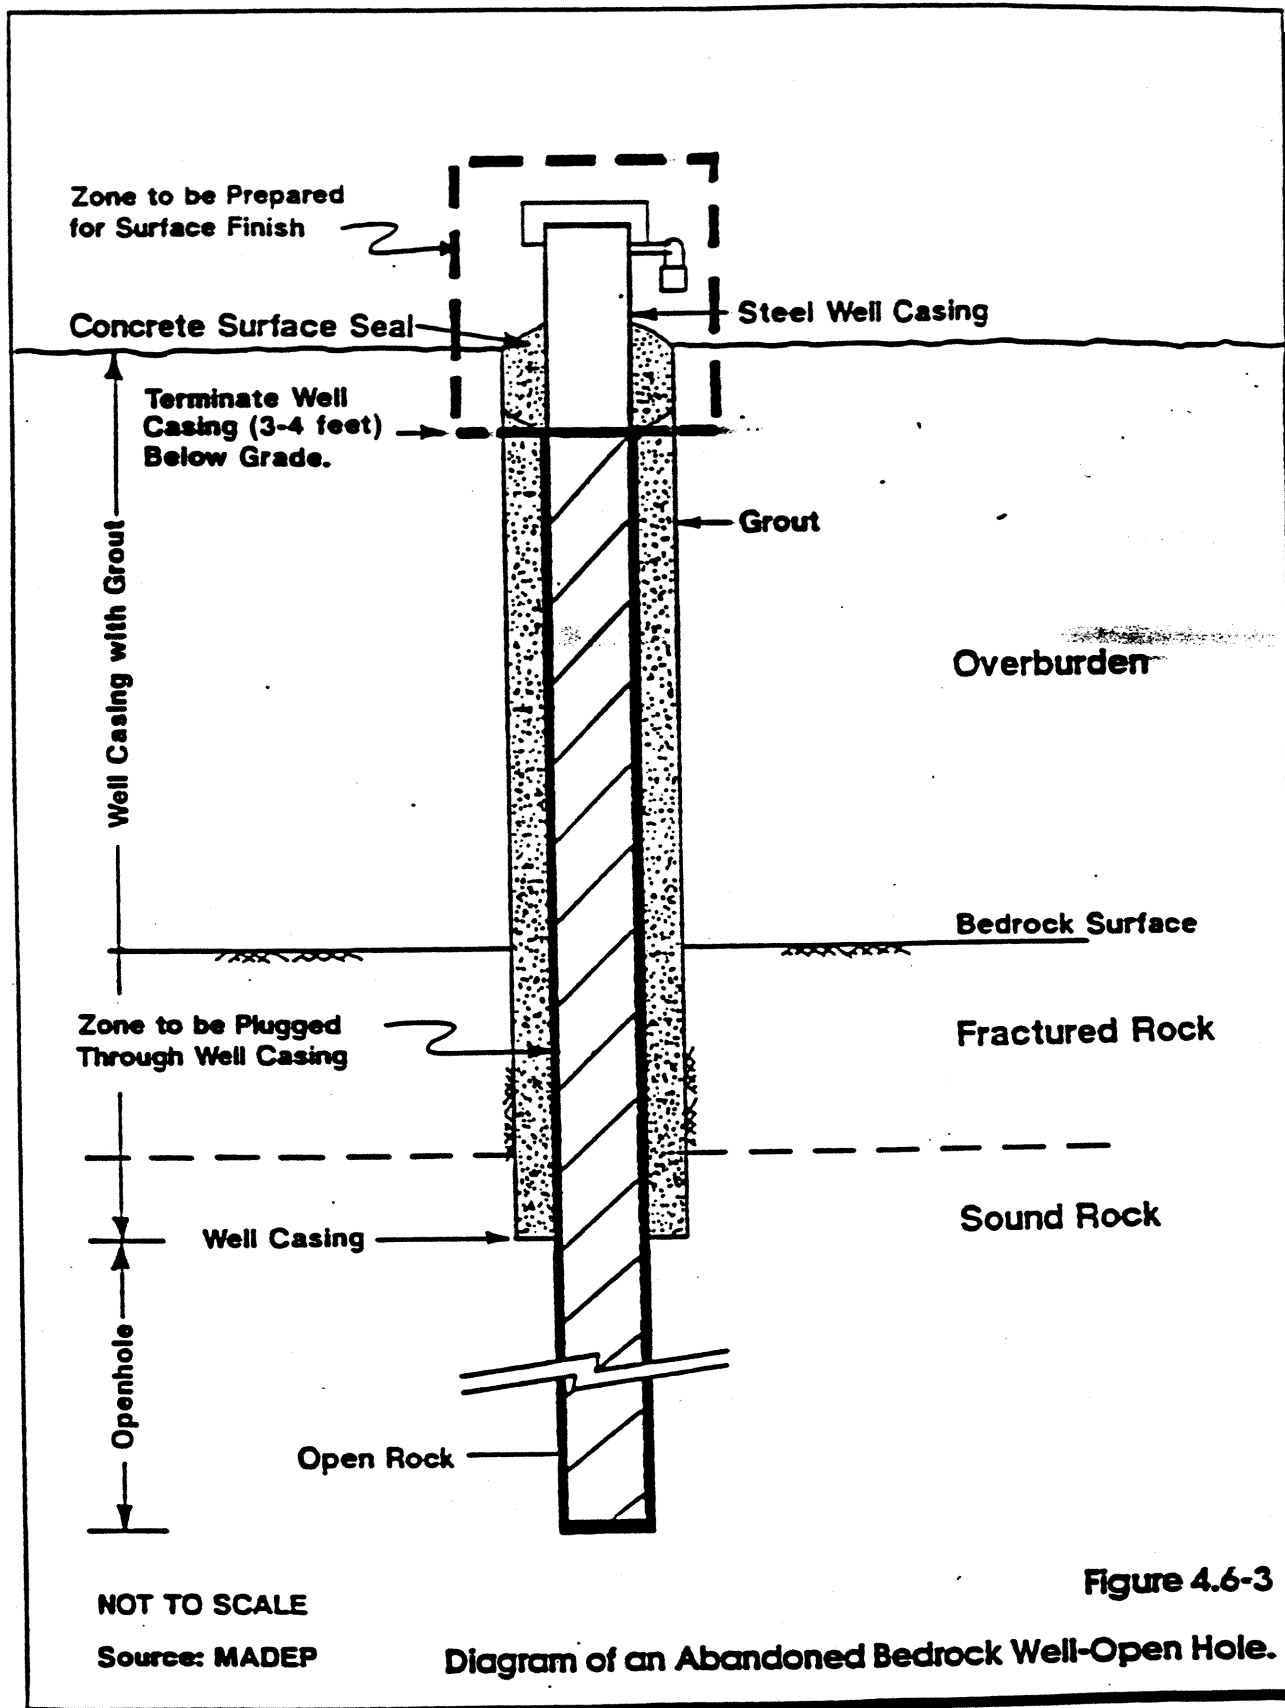 Zone to be Prepared
for Surface Finish
Concrete Surface Seal
Steel Well Casing
Terminate Well
Casing (3-4 feet)
Below Grade.
Grout
Well Casing with Grout
Overburden
Bedrock Surface
Zone to be Plugged
Through Well Casing
Fractured Rock
Sound Rock
Well Casing
Openhole
Open Rock
NOT TO SCALE
Source: MADEP
Figure 4.6-3
Diagram of an Abandoned Bedrock Well-Open Hole.